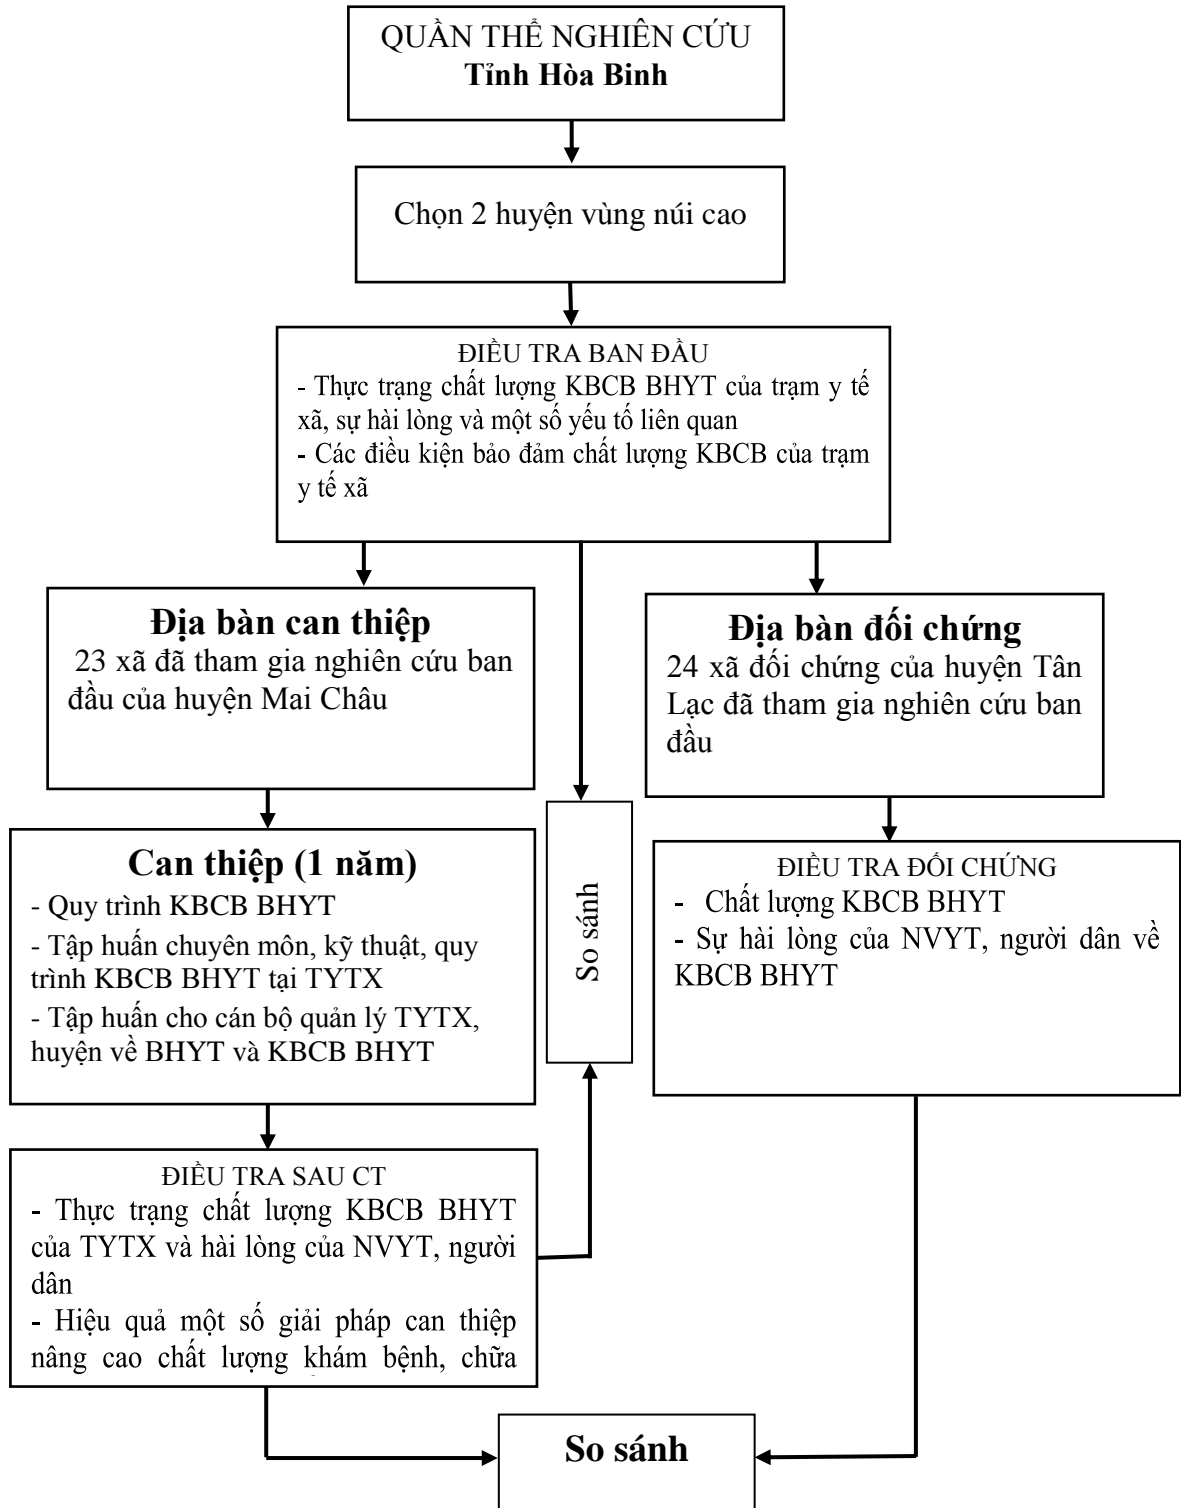 QUẦN THỂ NGHIÊN CỨU
Tỉnh Hòa Binh
Chọn 2 huyện vùng núi cao
ĐIỀU TRA BAN ĐẦU
- Thực trạng chất lượng KBCB BHYT của trạm y tế
xã, sự hài lòng và một số yếu tố liên quan
- Các điều kiện bảo đảm chất lượng KBCB của trạm
y tế xã
Địa bàn can thiệp
23 xã đã tham gia nghiên cứu ban
đầu của huyện Mai Châu
Địa bàn đối chứng
24 xã đối chứng của huyện Tân
Lạc đã tham gia nghiên cứu ban
đầu
Can thiệp (1 năm)
- Quy trình KBCB BHYT
- Tập huấn chuyên môn, kỹ thuật, quy
trình KBCB BHYT tại TYTX
- Tập huấn cho cán bộ quản lý TYTX,
huyện về BHYT và KBCB BHYT
So sánh
ĐIỀU TRA ĐỐI CHỨNG
- Chất lượng KBCB BHYT
- Sự hài lòng của NVYT, người dân về
KBCB BHYT
ĐIỀU TRA SAU CT
- Thực trạng chất lượng KBCB BHYT
của TYTX và hài lòng của NVYT, người
dân
- Hiệu quả một số giải pháp can thiệp
nâng cao chất lượng khám bệnh, chữa
So sánh